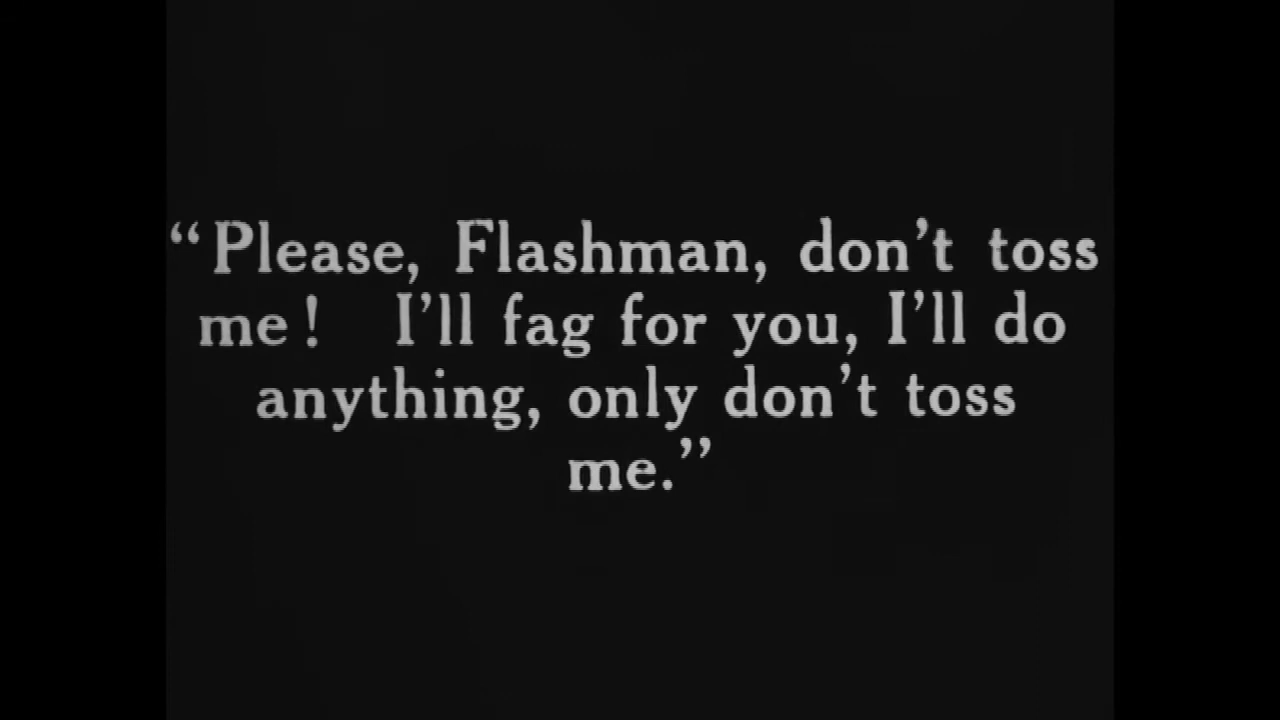 “Please, Flashman, don’t toss
me! I’ll fag for you, I’ll do
anything, only don’t toss
me.”